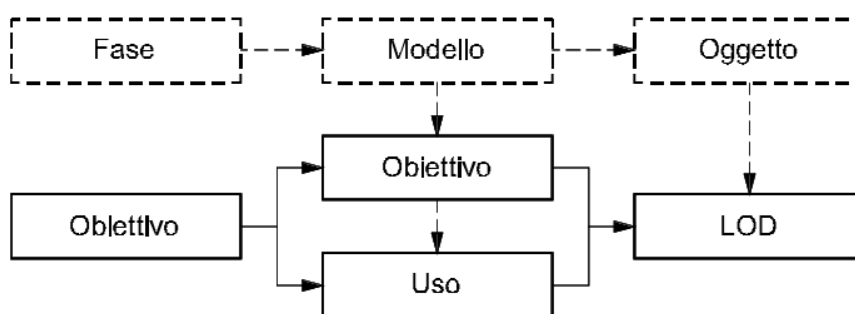 Fase
Modello
Oggetto
Obiettivo
Obiettivo
LOD
Uso